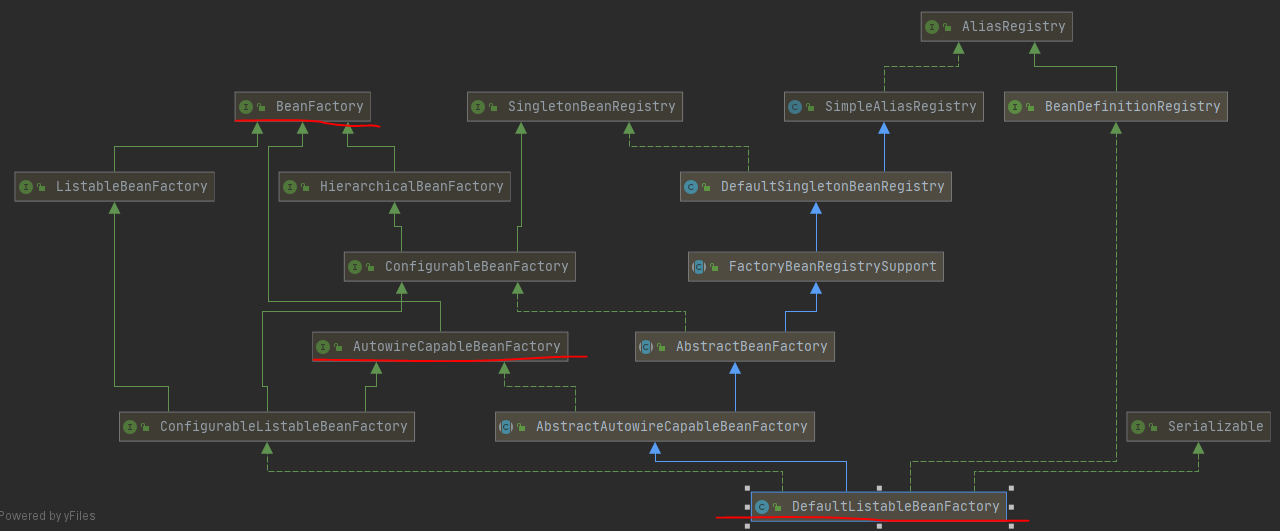 AliasRegistry
BeanFactory
SingletonBeanRegistry
SimpleAliasRegistry
BeanDefinitionRegistry
ListableBeanFactory
HierarchicalBeanFactory
DefaultSingletonBeanRegistry
ConfigurableBeanFactory
FactoryBeanRegistrySupport
AutowireCapableBeanFactory
AbstractBeanFactory
ConfigurableListableBeanFactory
AbstractAutowireCapableBeanFactory
Serializable
DefaultListableBeanFactory
Powered by yFiles